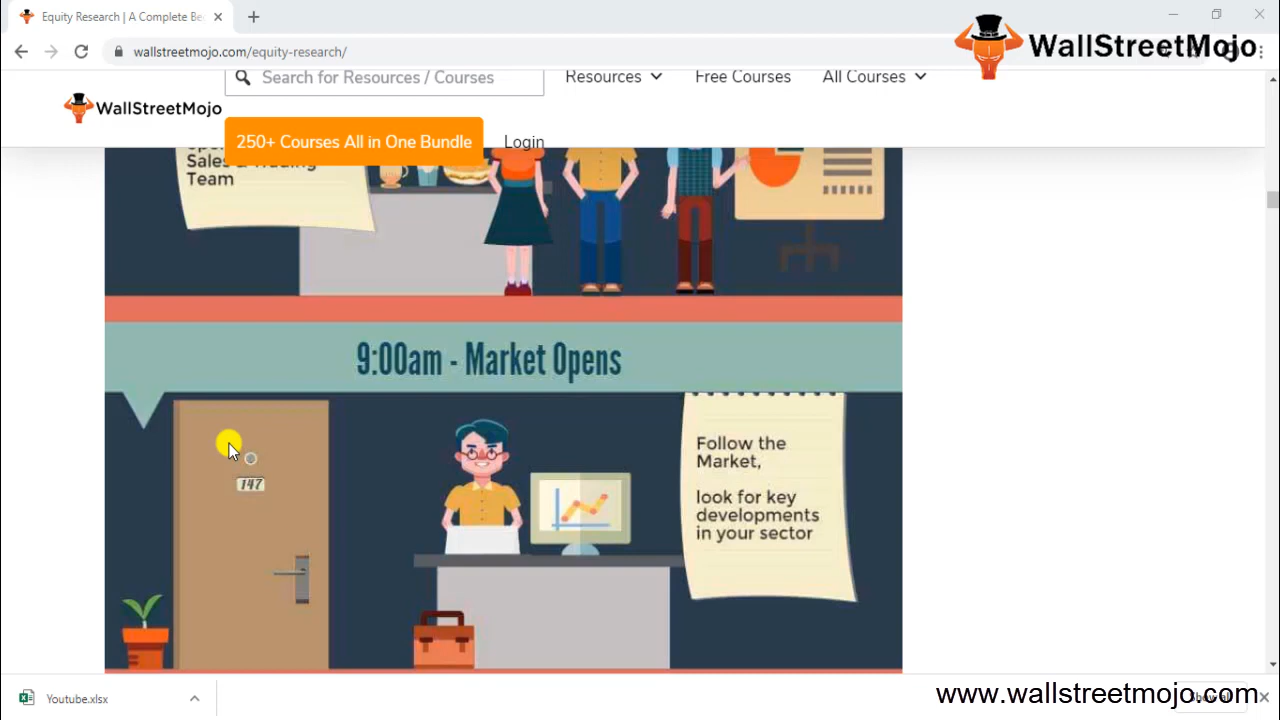 Equity Research | A Complete Be
wallstreetmojo.com/equity-research/
WallStreetMojo
Search for Resources / Courses
Resources
Free Courses
All Courses
WallStreetMojo
250+ Courses All in One Bundle
Login
Sales & Trading
Team
9:00am - Market Opens
147
Follow the
Market,
look for key
developments
in your sector
Youtube.xlsx
www.wallstreetmojo.com